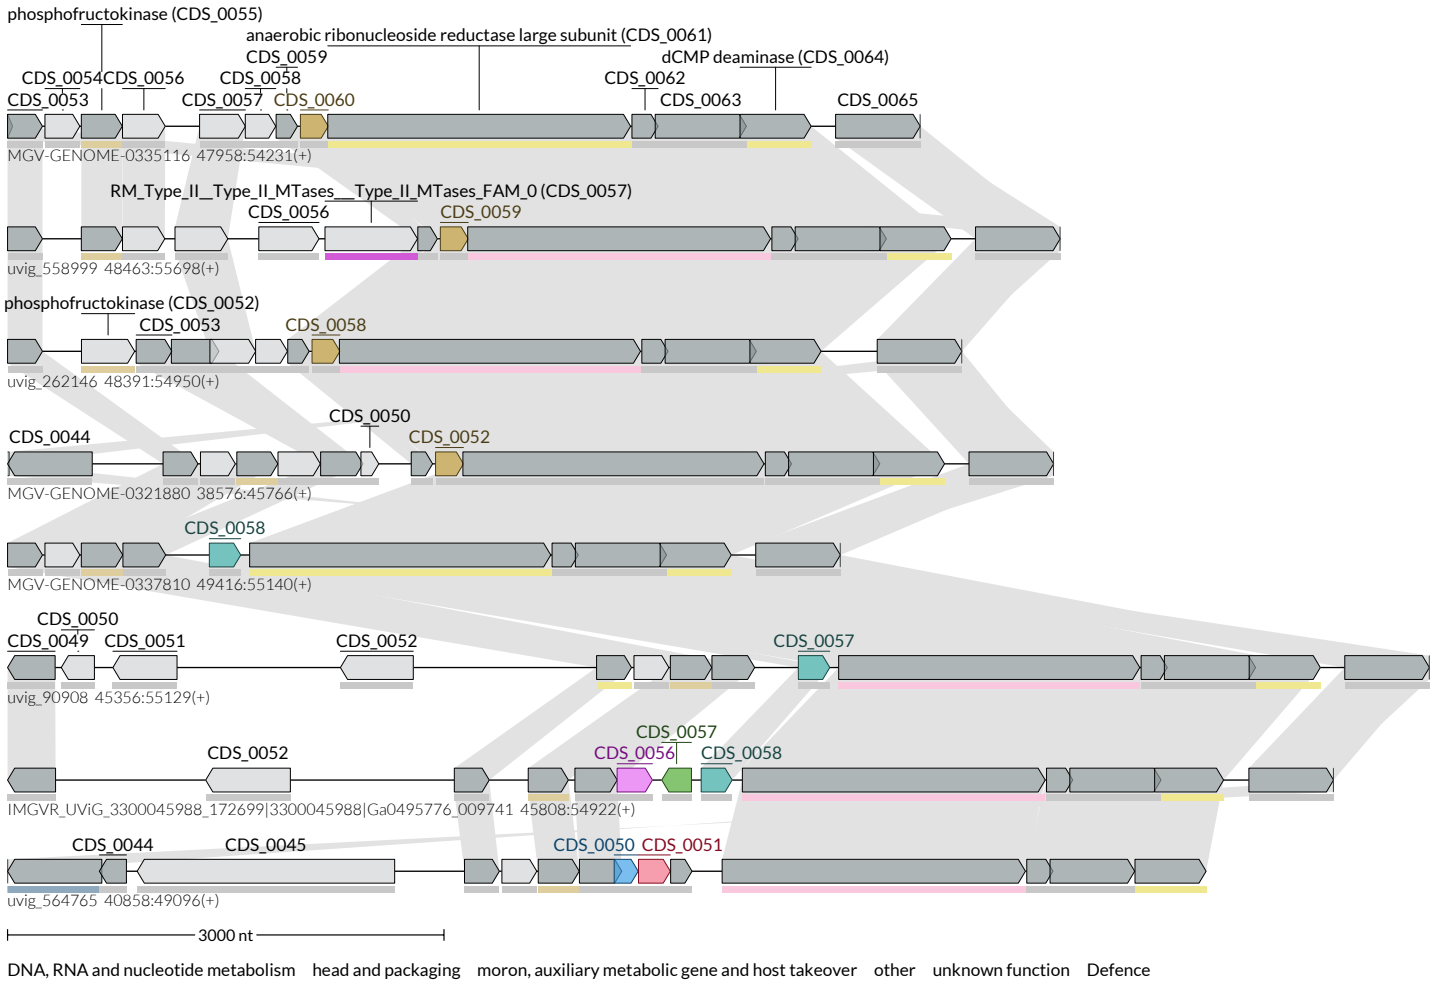 phosphofructokinase (CDS_0055)
anaerobic ribonucleoside reductase large subunit (CDS_0061)
CDS_0059 dCMP deaminase (CDS_0064)
CDS_0054 CDS_0056 CDS_0058 CDS_0062
CDS_0053 CDS_0057 CDS_0060 CDS_0063 CDS_0065
MGV-GENOME-0335116 47958:54231(+)
RM_Type_II__Type_II_MTases__Type_II_MTases_FAM_0 (CDS_0057)
CDS_0056 CDS_0059
uvig_558999 48463:55698(+)
phosphofructokinase (CDS_0052)
CDS_0053 CDS_0058
uvig_262146 48391:54950(+)
CDS_0050
CDS_0044 CDS_0052
MGV-GENOME-0321880 38576:45766(+)
CDS_0058
MGV-GENOME-0337810 49416:55140(+)
CDS_0050
CDS_0049 CDS_0051 CDS_0052 CDS_0057
uvig_90908 45356:55129(+)
CDS_0057
CDS_0052 CDS_0056 CDS_0058
IMGVR_UViG_3300045988_172699|3300045988|Ga0495776_009741 45808:54922(+)
CDS_0044 CDS_0045 CDS_0050 CDS_0051
uvig_564765 40858:49096(+)
3000 nt
DNA, RNA and nucleotide metabolism head and packaging moron, auxiliary metabolic gene and host takeover other unknown function Defence